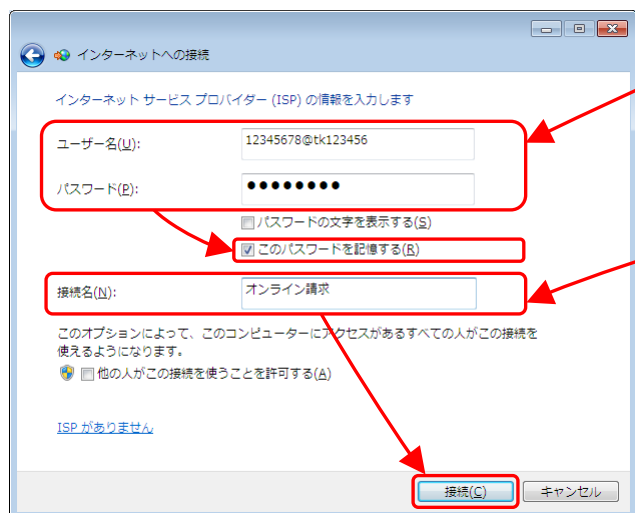 インターネットへの接続
インターネット サービス プロバイダー (ISP) の情報を入力します
ユーザー名(U):
12345678@tk123456
パスワード(P):
●●●●●●●●
パスワードの文字を表示する(S)
このパスワードを記憶する(R)
接続名(N):
オンライン請求
このオプションによって、このコンピューターにアクセスがあるすべての人がこの接続を
使えるようになります。
他の人がこの接続を使うことを許可する(A)
ISP がありません
接続(C)
キャンセル